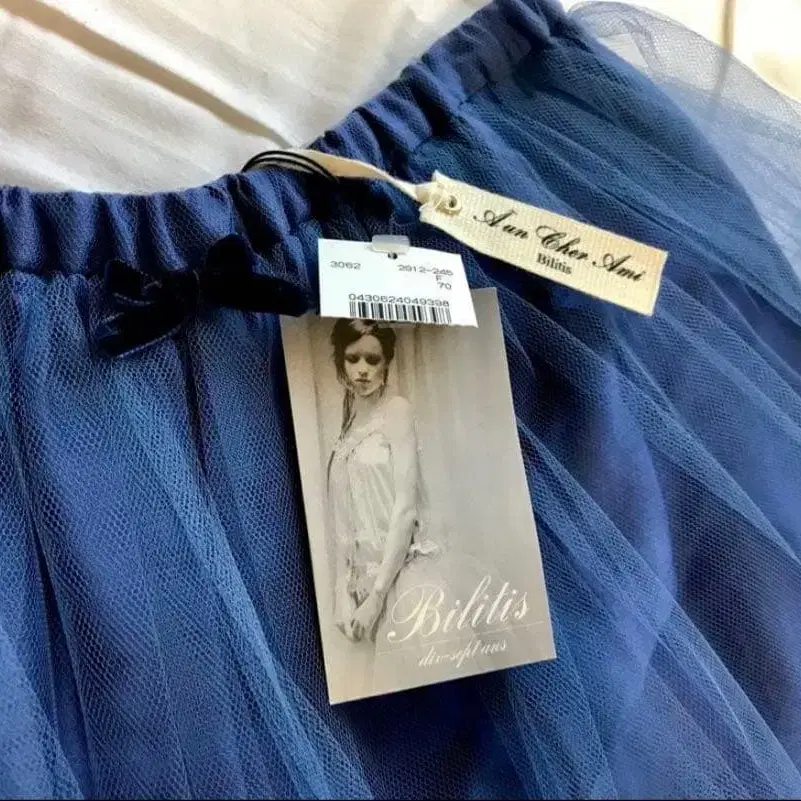 À un Cher Ami
Bilitis
3062 2912-245
F
70
0430624049398
Bilitis
dix-sept ans